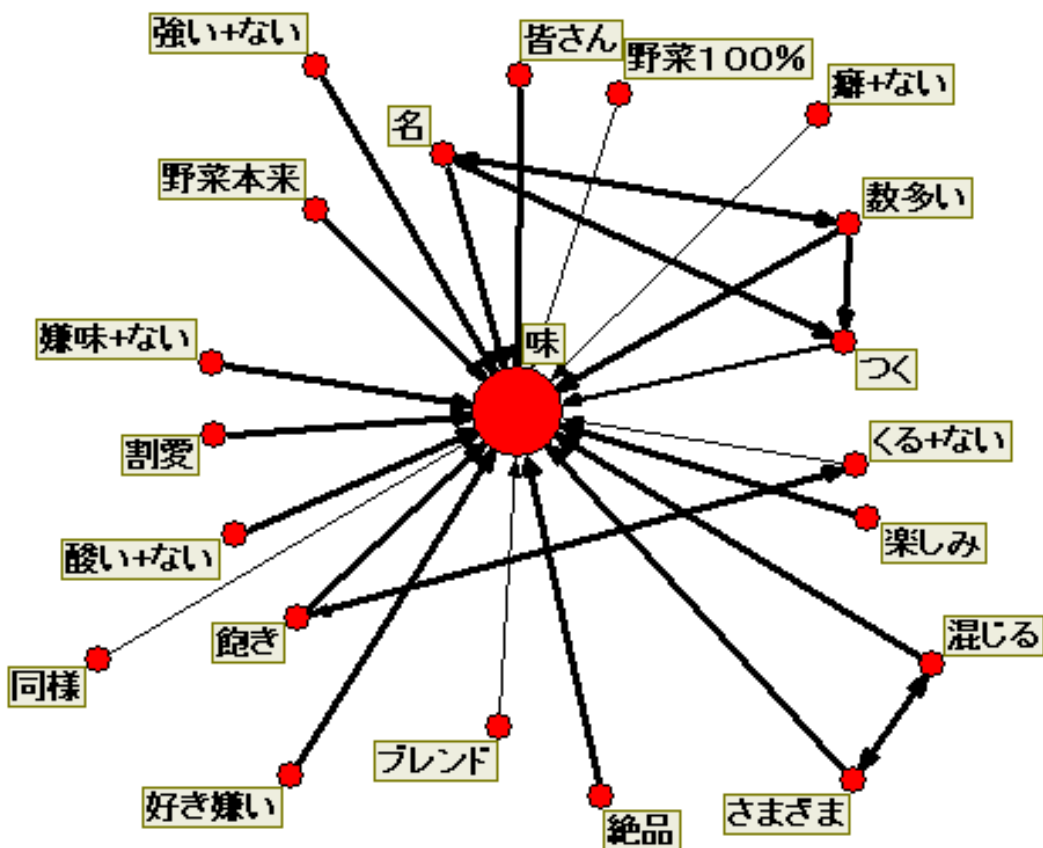 強い+ない
皆さん
野菜100%
癖+ない
名
野菜本来
数多い
嫌味+ない
味
つく
割愛
くる+ない
酸い+ない
楽しみ
飽き
混じる
同様
ブレンド
好き嫌い
絶品
さまざま